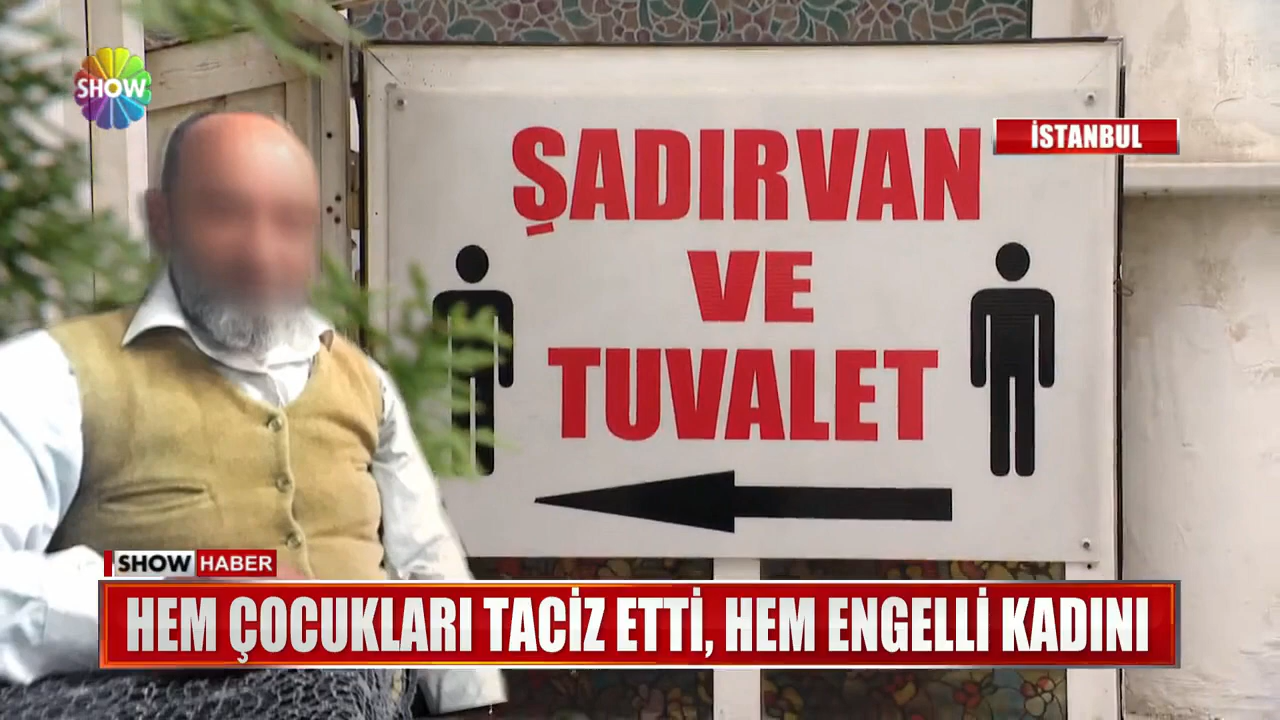 SHOW
İSTANBUL
ŞADIRVAN
VE
TUVALET
SHOW HABER
HEM ÇOCUKLARI TACİZ ETTİ, HEM ENGELLİ KADINI